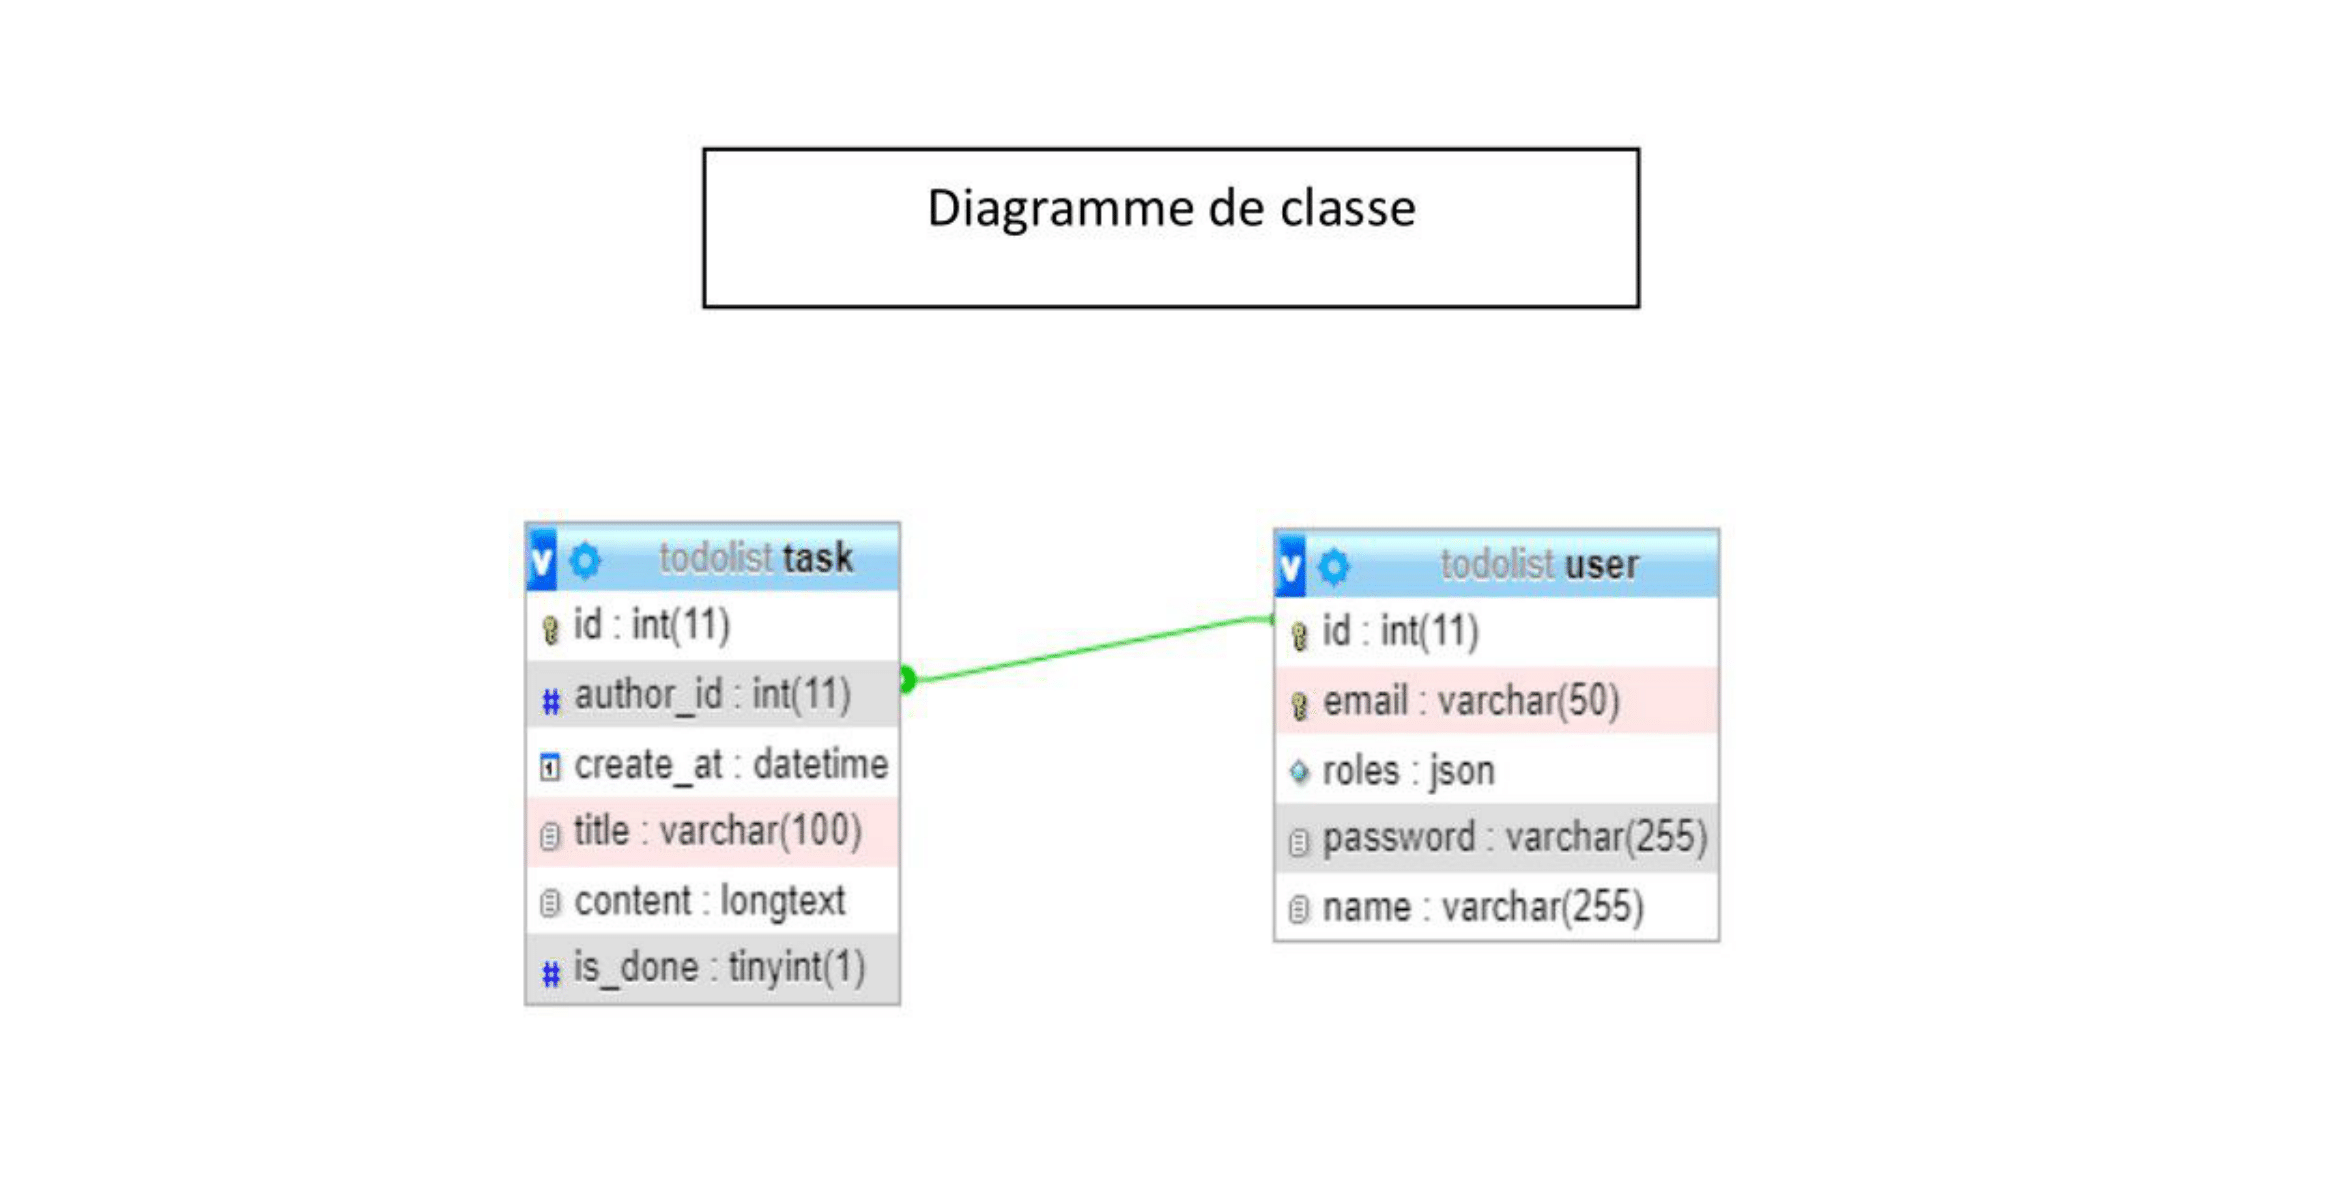 Diagramme de classe
v todolist task
id : int(11)
author_id : int(11)
create_at : datetime
title : varchar(100)
content : longtext
is_done : tinyint(1)
v todolist user
id : int(11)
email : varchar(50)
roles : json
password : varchar(255)
name : varchar(255)